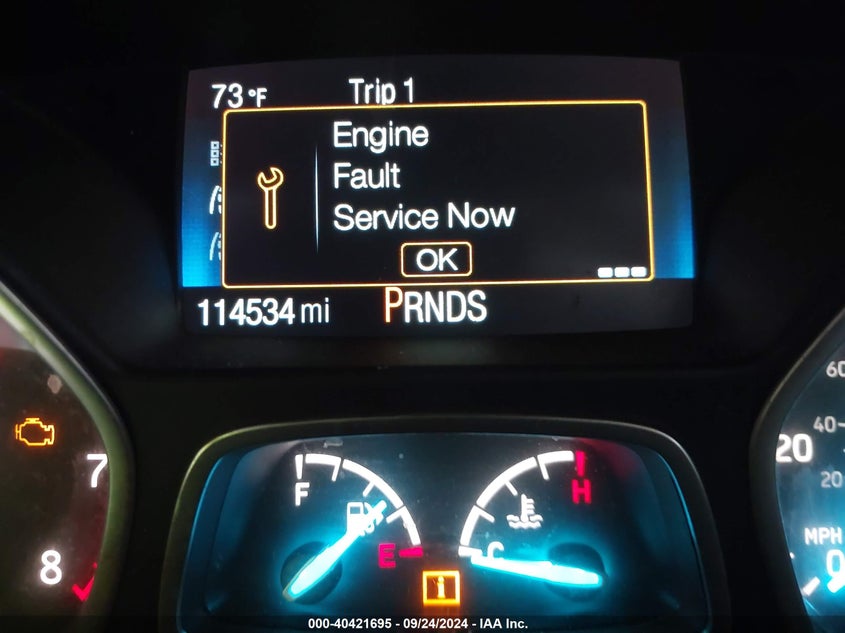 73°F Trip 1
Engine
Fault
Service Now
OK
114534 mi PRNDS
7
8
F
E
H
C
i
60
40
20
20
MPH
0
000-40421695 - 09/24/2024 - IAA Inc.